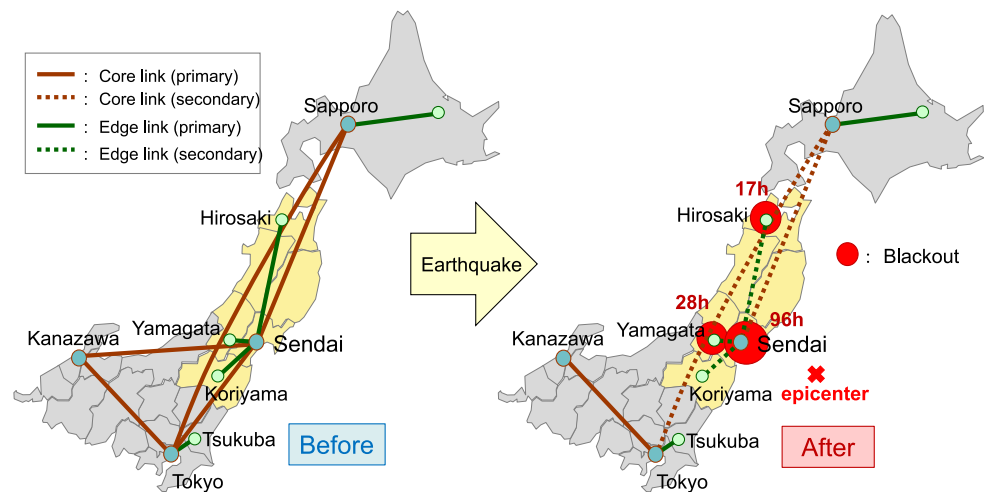 : Core link (primary)
: Core link (secondary)
: Edge link (primary)
: Edge link (secondary)
Sapporo
Hirosaki
Yamagata
Kanazawa
Sendai
Koriyama
Tsukuba
Tokyo
Before
Earthquake
Sapporo
17h
Hirosaki
: Blackout
28h
96h
Yamagata
Kanazawa
Sendai
Koriyama
epicenter
Tsukuba
Tokyo
After